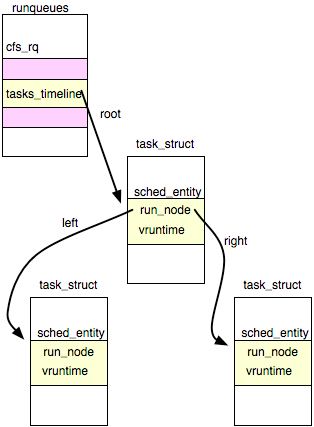 runqueues
cfs_rq
tasks_timeline
root
task_struct
sched_entity
run_node
vruntime
left
right
task_struct
sched_entity
run_node
vruntime
task_struct
sched_entity
run_node
vruntime